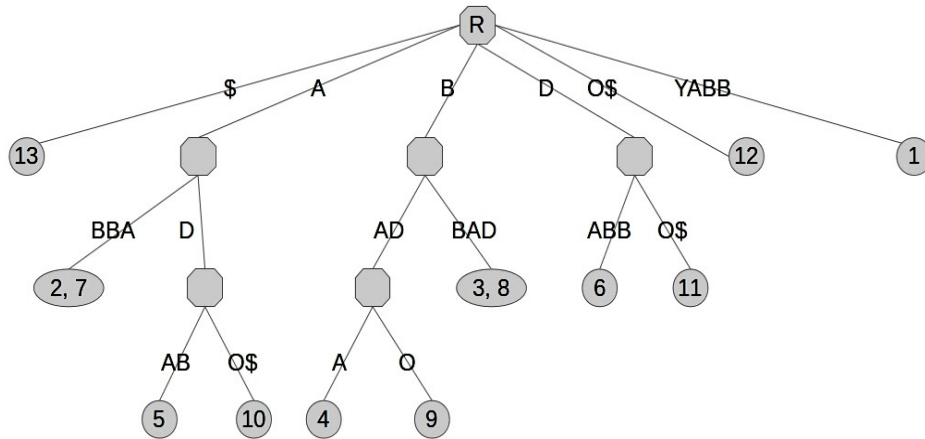 R
$ A B D O$ YABB
13 12 1
BBA D AD BAD ABB O$
2, 7 3, 8 6 11
AB O$ A O
5 10 4 9